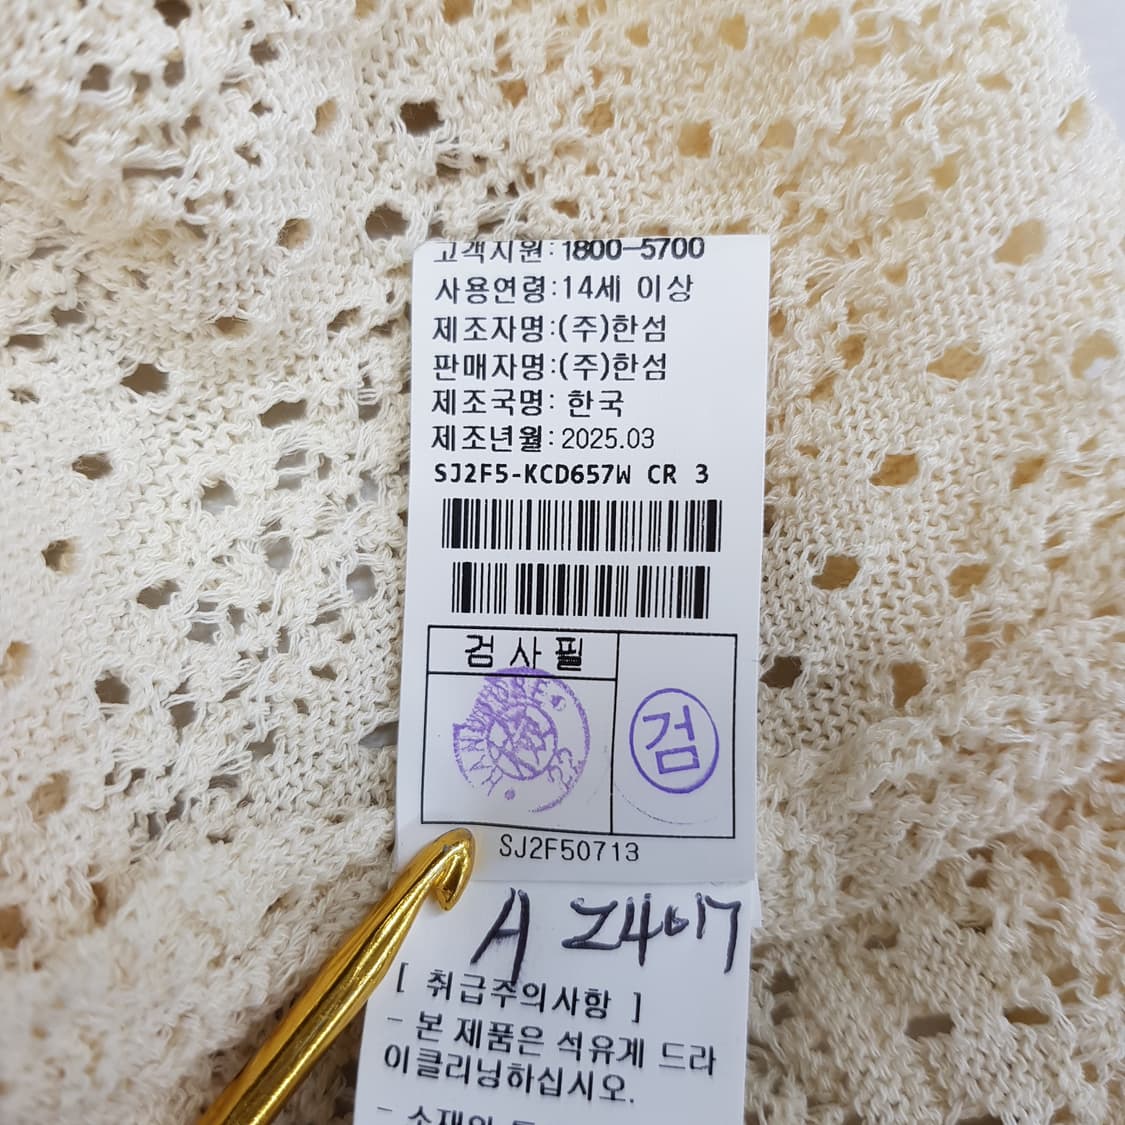 고객지원:1800-5700
사용연령:14세 이상
제조자명:(주)한섬
판매자명:(주)한섬
제조국명: 한국
제조년월: 2025.03
SJ2F5-KCD657W CR 3
검사필
검
SJ2F50713
A
[ 취급주의사항 ]
- 본 제품은 석유계 드라
이클리닝하십시오.
- 소재의